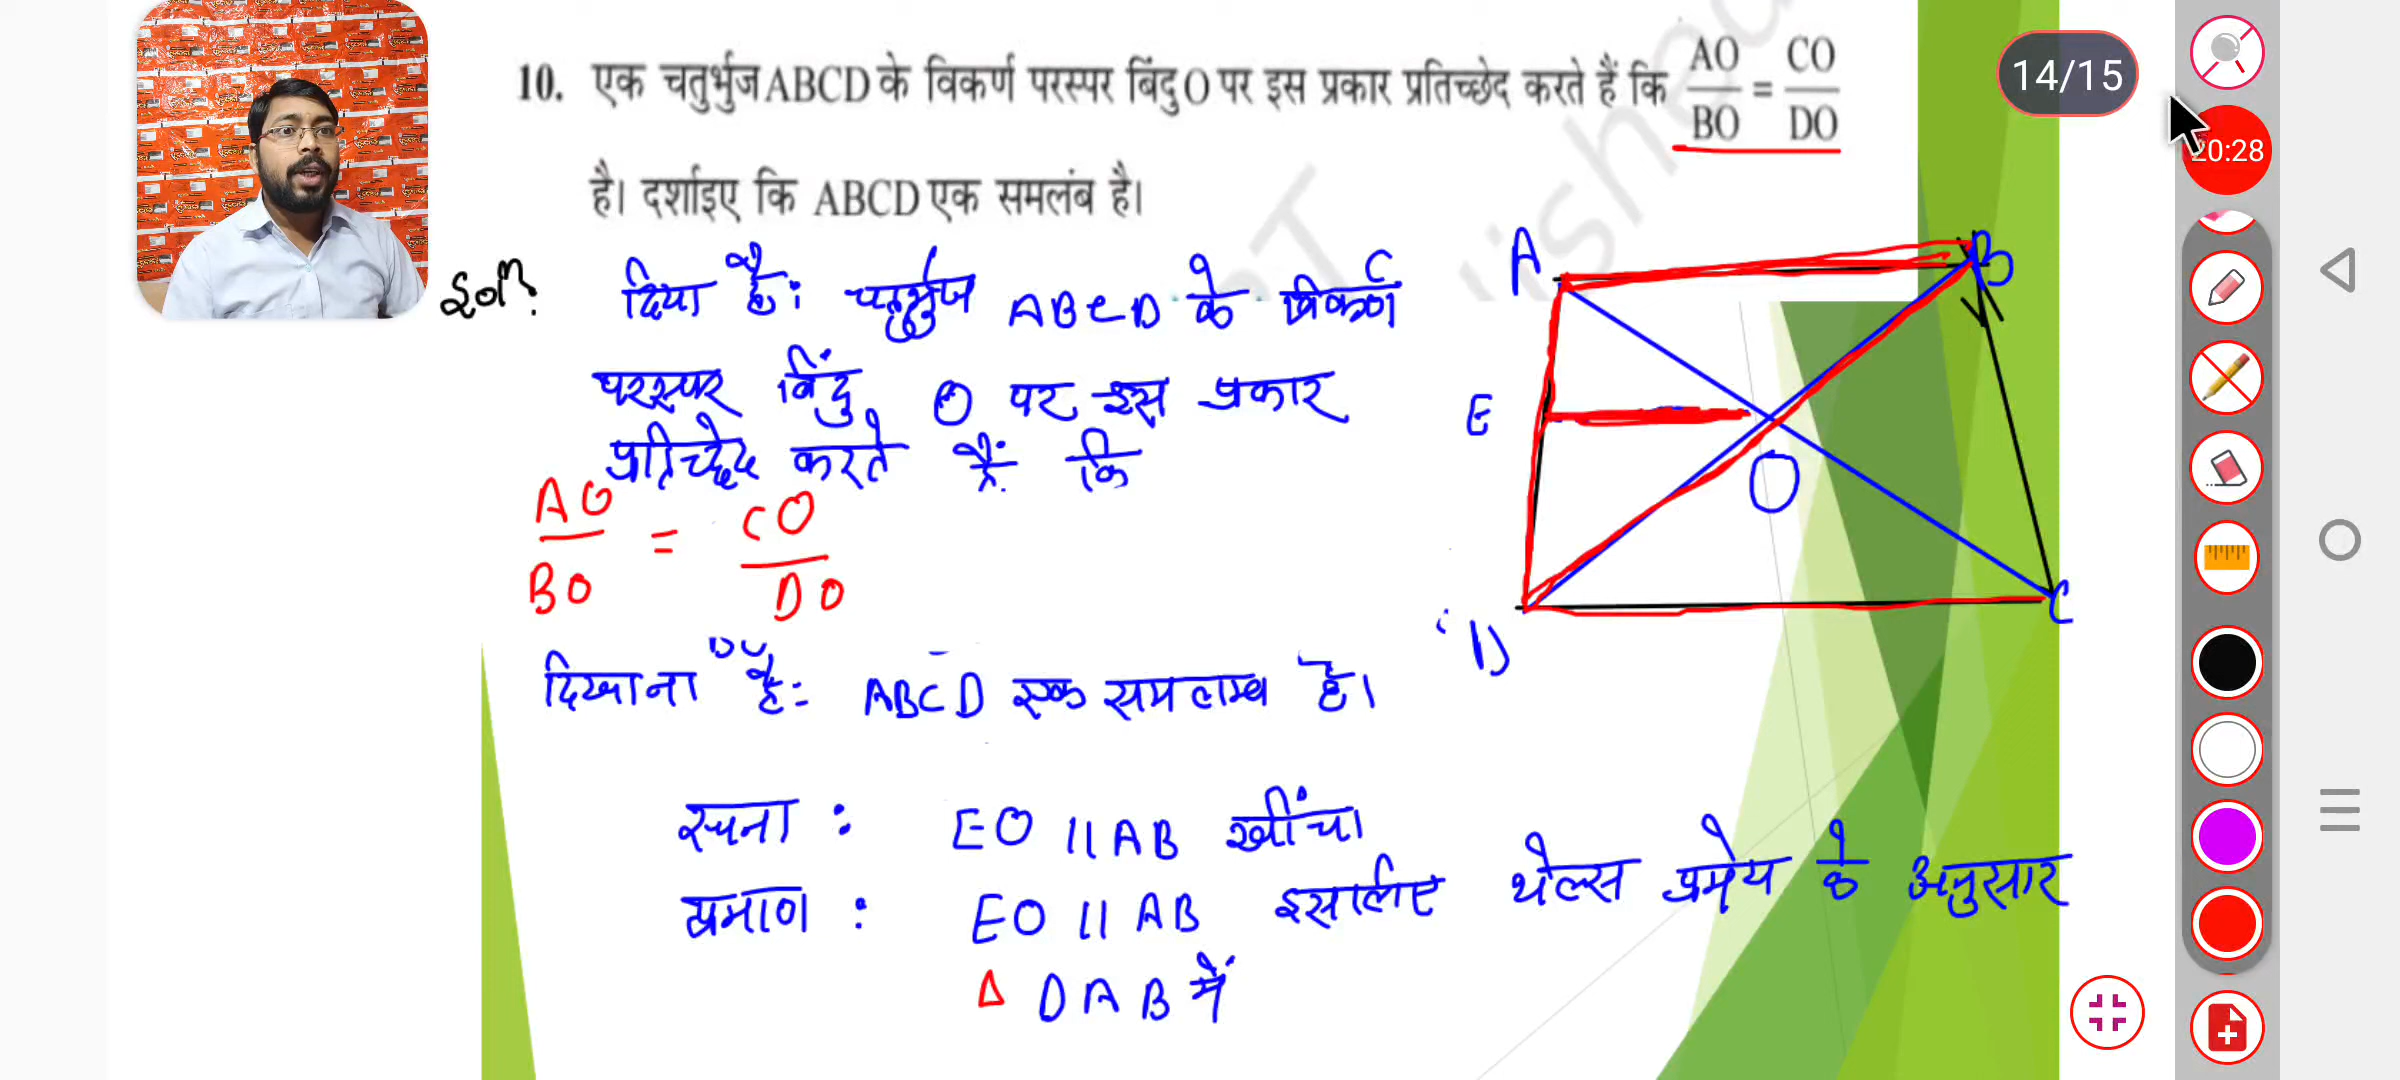 10. एक चतुर्भुज ABCD के विकर्ण परस्पर बिंदु O पर इस प्रकार प्रतिच्छेद करते हैं कि AO/BO = CO/DO
है। दर्शाइए कि ABCD एक समलंब है।
14/15
20:28
दिया है: चतुर्भुज ABCD के विकर्ण
परस्पर बिंदु O पर इस प्रकार
प्रतिच्छेद करते हैं कि
AO/BO = CO/DO
A
B
E
O
C
D
दिखाना है= ABCD एक समलम्ब है।
रचना : EO || AB खींचा
प्रमाण : EO || AB इसलिए थेल्स प्रमेय के अनुसार
Δ DAB में